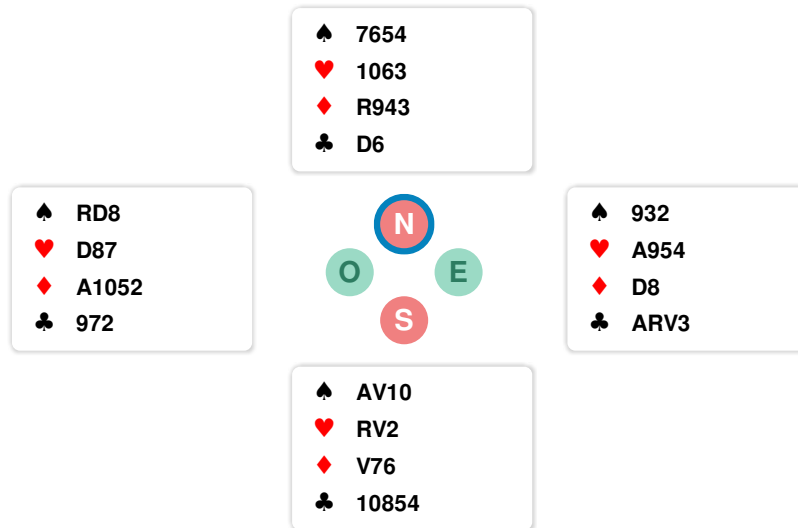 ♠ 7654
♥ 1063
♦ R943
♣ D6
♠ RD8
♥ D87
♦ A1052
♣ 972
N
O E
S
♠ 932
♥ A954
♦ D8
♣ ARV3
♠ AV10
♥ RV2
♦ V76
♣ 10854